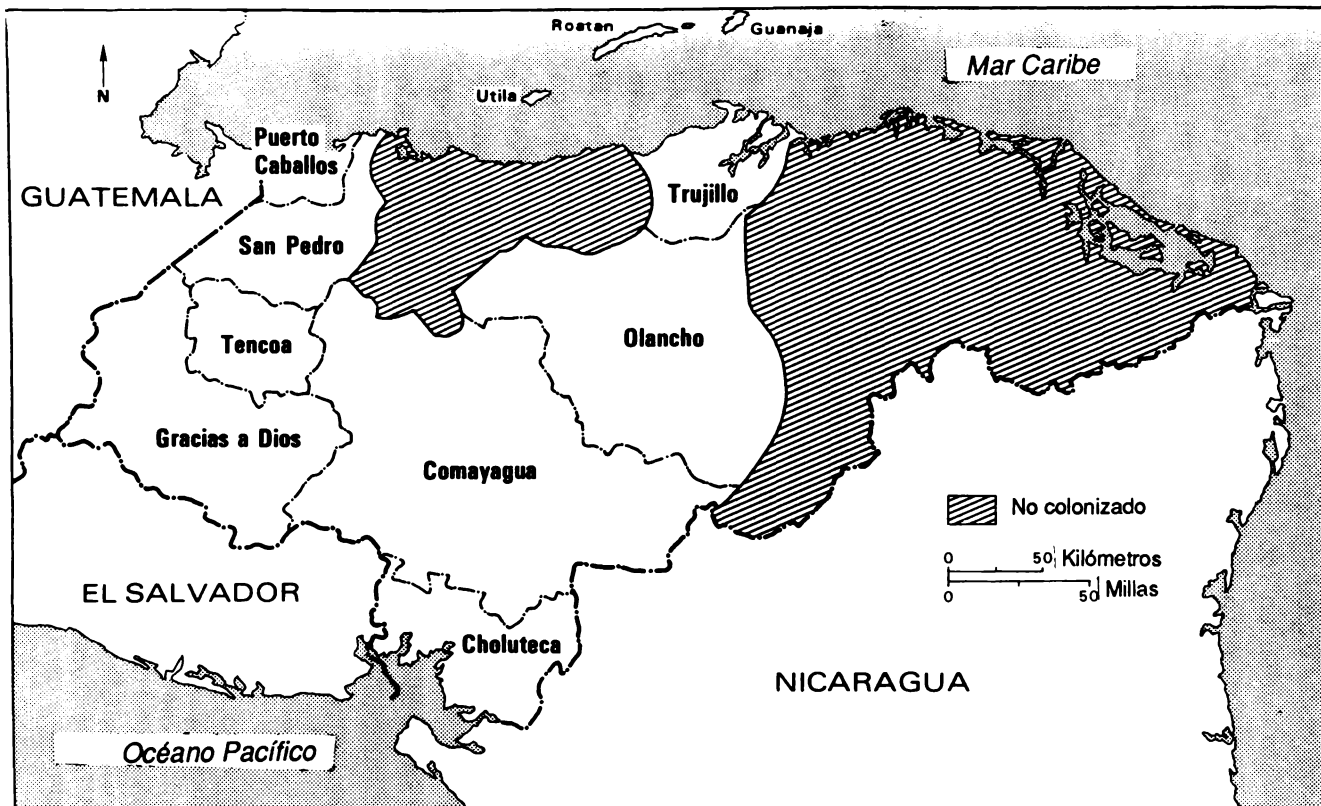 Roatan
Guanaja
Mar Caribe
N
Utila
Puerto
Caballos
GUATEMALA
Trujillo
San Pedro
Tencoa
Olancho
Gracias a Dios
Comayagua
No colonizado
0 50 Kilómetros
0 50 Millas
EL SALVADOR
Choluteca
NICARAGUA
Océano Pacífico